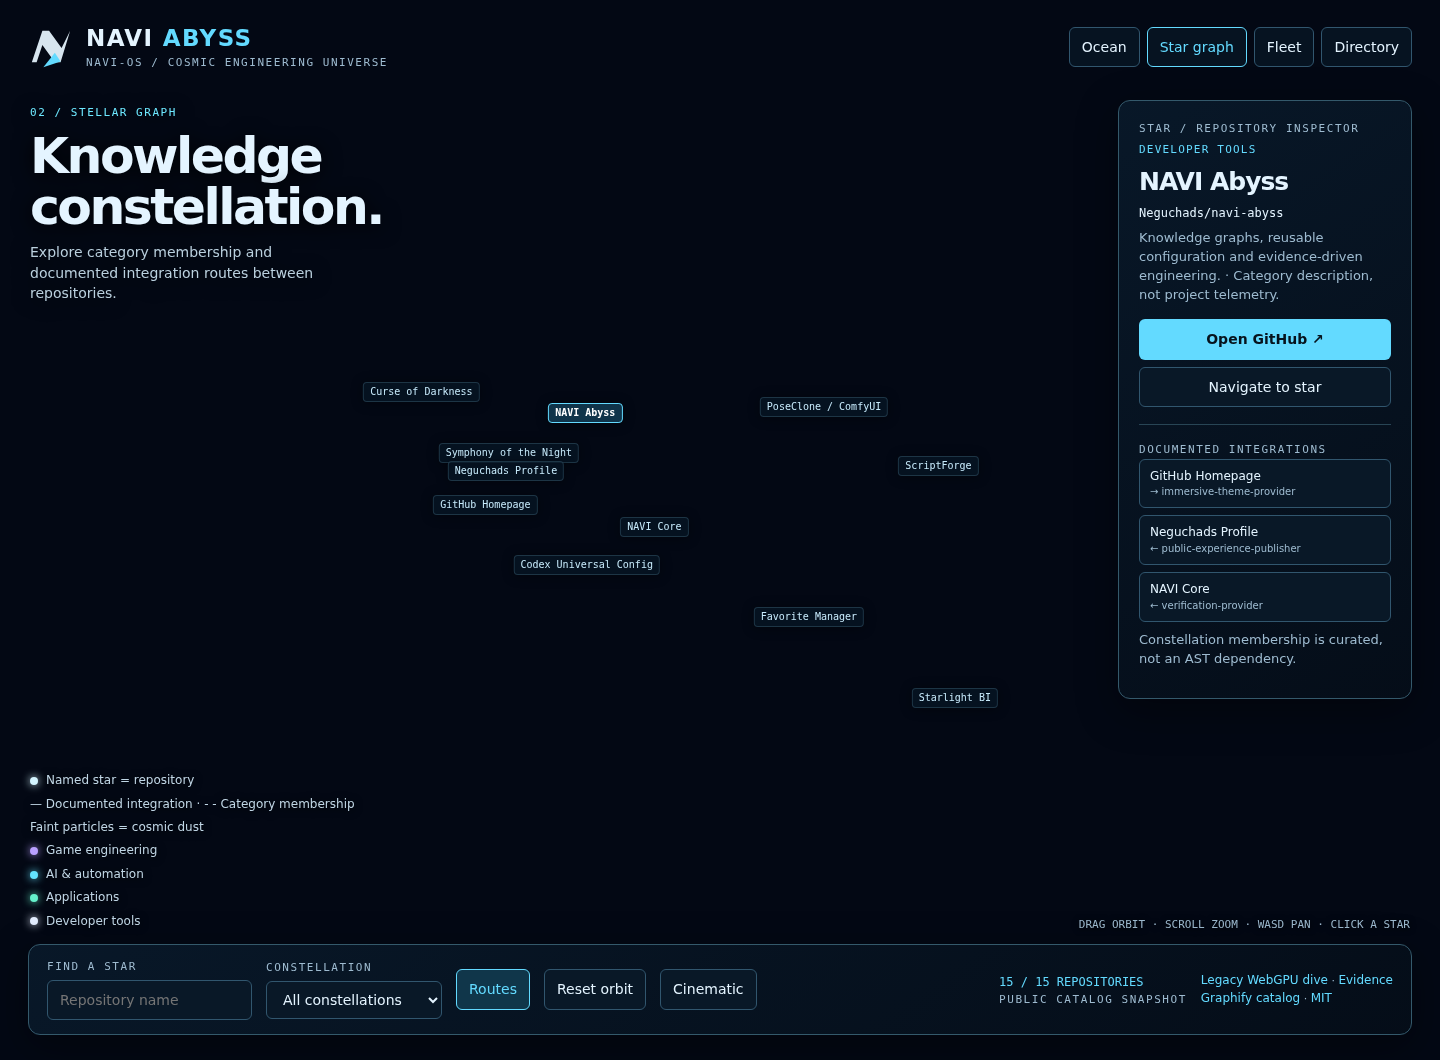 NAVI ABYSS
NAVI-OS / COSMIC ENGINEERING UNIVERSE
Ocean
Star graph
Fleet
Directory
02 / STELLAR GRAPH
Knowledge
constellation.
Explore category membership and
documented integration routes between
repositories.
STAR / REPOSITORY INSPECTOR
DEVELOPER TOOLS
NAVI Abyss
Neguchads/navi-abyss
Knowledge graphs, reusable
configuration and evidence-driven
engineering. · Category description,
not project telemetry.
Open GitHub ↗
Navigate to star
DOCUMENTED INTEGRATIONS
GitHub Homepage
→ immersive-theme-provider
Neguchads Profile
← public-experience-publisher
NAVI Core
← verification-provider
Constellation membership is curated,
not an AST dependency.
Curse of Darkness
NAVI Abyss
PoseClone / ComfyUI
Symphony of the Night
Neguchads Profile
ScriptForge
GitHub Homepage
NAVI Core
Codex Universal Config
Favorite Manager
Starlight BI
Named star = repository
— Documented integration · - - Category membership
Faint particles = cosmic dust
Game engineering
AI & automation
Applications
Developer tools
DRAG ORBIT · SCROLL ZOOM · WASD PAN · CLICK A STAR
FIND A STAR
Repository name
CONSTELLATION
All constellations
Routes
Reset orbit
Cinematic
15 / 15 REPOSITORIES
PUBLIC CATALOG SNAPSHOT
Legacy WebGPU dive · Evidence
Graphify catalog · MIT